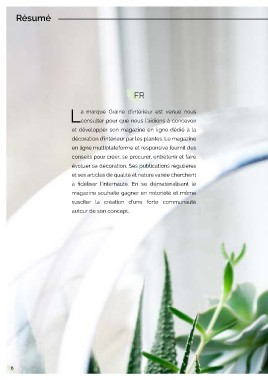 Résumé
FR
La marque Graine d'intérieur est venue nous
consulter pour que nous l'aidions à concevoir
et développer son magazine en ligne dédié à la
décoration d'intérieur par les plantes. Le magazine
en ligne multiplateforme et responsive fournit des
conseils pour créer, se procurer, entretenir et faire
évoluer sa décoration. Ses publications régulières
et ses articles de qualité et nature variée cherchent
à fidéliser l'internaute. En se dématérialisant le
magazine souhaite gagner en notoriété et même
susciter la création d'une forte communauté
autour de son concept.
8